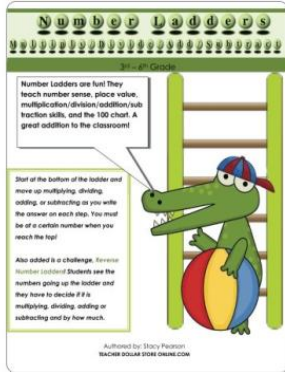 Number Ladders
Multiply/Divide/Add/Subtract
3rd – 6th Grade
Number Ladders are fun! They
teach number sense, place value,
multiplication/division/addition/sub
traction skills, and the 100 chart. A
great addition to the classroom!
Start at the bottom of the ladder and
move up multiplying, dividing,
adding, or subtracting as you write
the answer on each step. You must
be at a certain number when you
reach the top!
Also added is a challenge, Reverse
Number Ladders! Students see the
numbers going up the ladder and
they have to decide if it is
multiplying, dividing, adding or
subtracting and by how much.
Authored by: Stacy Pearson
TEACHER DOLLAR STORE ONLINE.COM